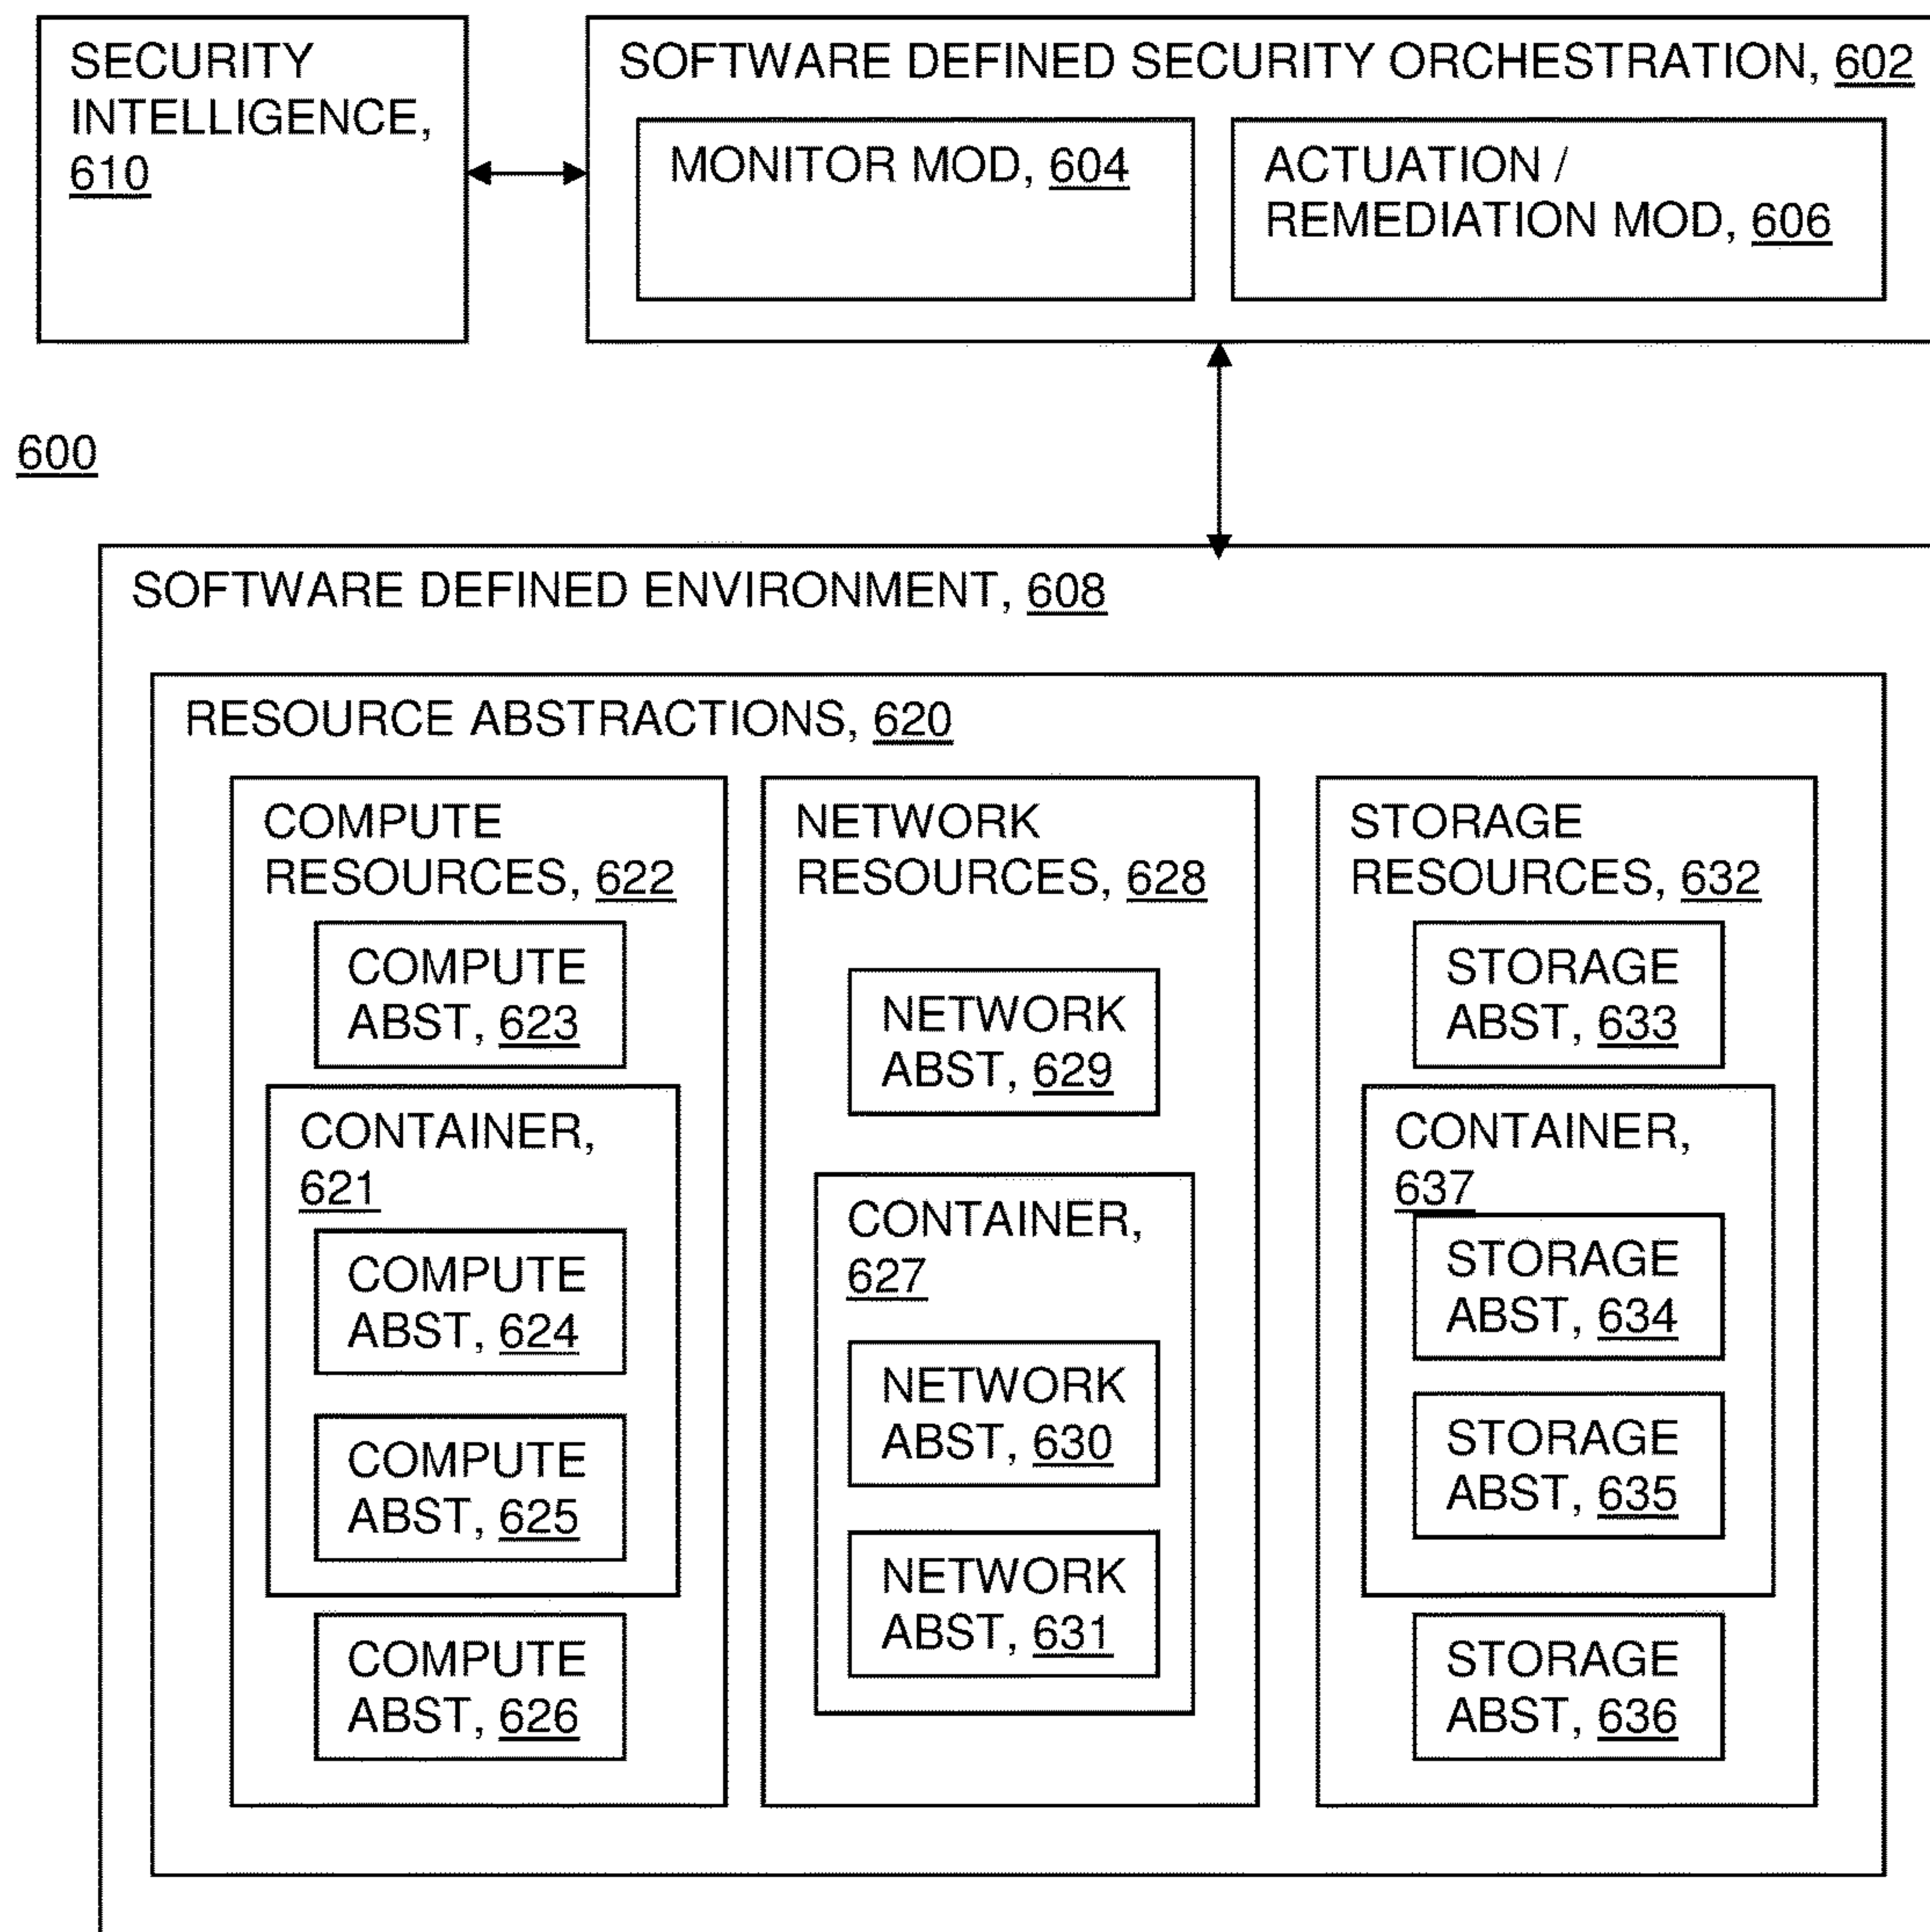 SECURITY
INTELLIGENCE,
610
SOFTWARE DEFINED SECURITY ORCHESTRATION, 602
MONITOR MOD, 604
ACTUATION /
REMEDIATION MOD, 606
600
SOFTWARE DEFINED ENVIRONMENT, 608
RESOURCE ABSTRACTIONS, 620
COMPUTE
RESOURCES, 622
COMPUTE
ABST, 623
CONTAINER,
621
COMPUTE
ABST, 624
COMPUTE
ABST, 625
COMPUTE
ABST, 626
NETWORK
RESOURCES, 628
NETWORK
ABST, 629
CONTAINER,
627
NETWORK
ABST, 630
NETWORK
ABST, 631
STORAGE
RESOURCES, 632
STORAGE
ABST, 633
CONTAINER,
637
STORAGE
ABST, 634
STORAGE
ABST, 635
STORAGE
ABST, 636